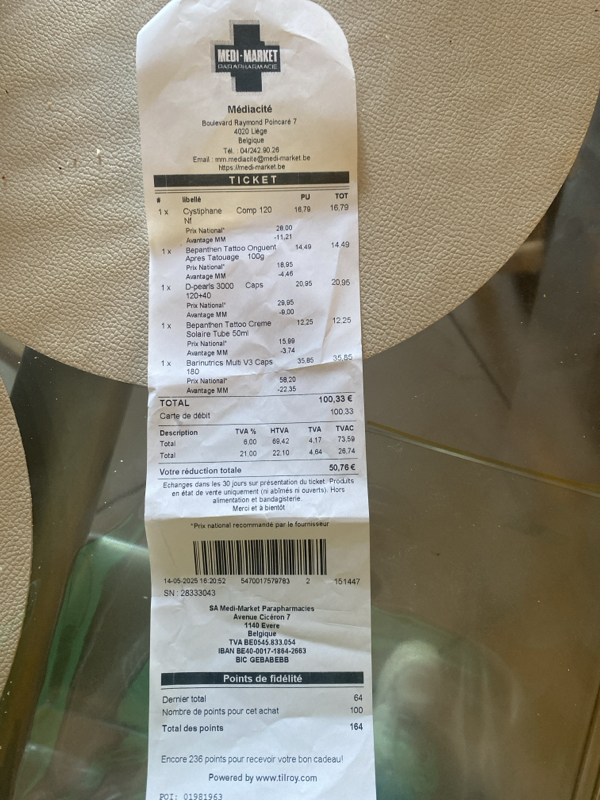 MEDI-MARKET
PARAPHARMACIE
Médiacité
Boulevard Raymond Poincaré 7
4020 Liège
Belgique
Tél. : 04/242.90.26
Email : mm.mediacite@medi-market.be
https://medi-market.be
TICKET
# libellé PU TOT
1 x Cystiphane Comp 120 16,79 16,79
Nf
Prix National* 28,00
Avantage MM -11,21
1 x Bepanthen Tattoo Onguent 14,49 14,49
Apres Tatouage 100g
Prix National* 18,95
Avantage MM -4,46
1 x D-pearls 3000 Caps 20,95 20,95
120+40
Prix National* 29,95
Avantage MM -9,00
1 x Bepanthen Tattoo Creme 12,25 12,25
Solaire Tube 50ml
Prix National* 15,99
Avantage MM -3,74
1 x Barinutrics Multi V3 Caps 35,85 35,85
180
Prix National* 58,20
Avantage MM -22,35
TOTAL 100,33 €
Carte de débit 100,33
Description TVA % HTVA TVA TVAC
Total 6,00 69,42 4,17 73,59
Total 21,00 22,10 4,64 26,74
Votre réduction totale 50,76 €
Echanges dans les 30 jours sur présentation du ticket. Produits
en état de vente uniquement (ni abîmés ni ouverts). Hors
alimentation et bandagisterie.
Merci et à bientôt
*Prix national recommandé par le fournisseur
14-05-2025 16:20:52 5470017579783 2 151447
SN : 28333043
SA Medi-Market Parapharmacies
Avenue Cicéron 7
1140 Evere
Belgique
TVA BE0545.833.054
IBAN BE40-0017-1864-2663
BIC GEBABEBB
Points de fidélité
Dernier total 64
Nombre de points pour cet achat 100
Total des points 164
Encore 236 points pour recevoir votre bon cadeau!
Powered by www.tilroy.com
POI: 01981963